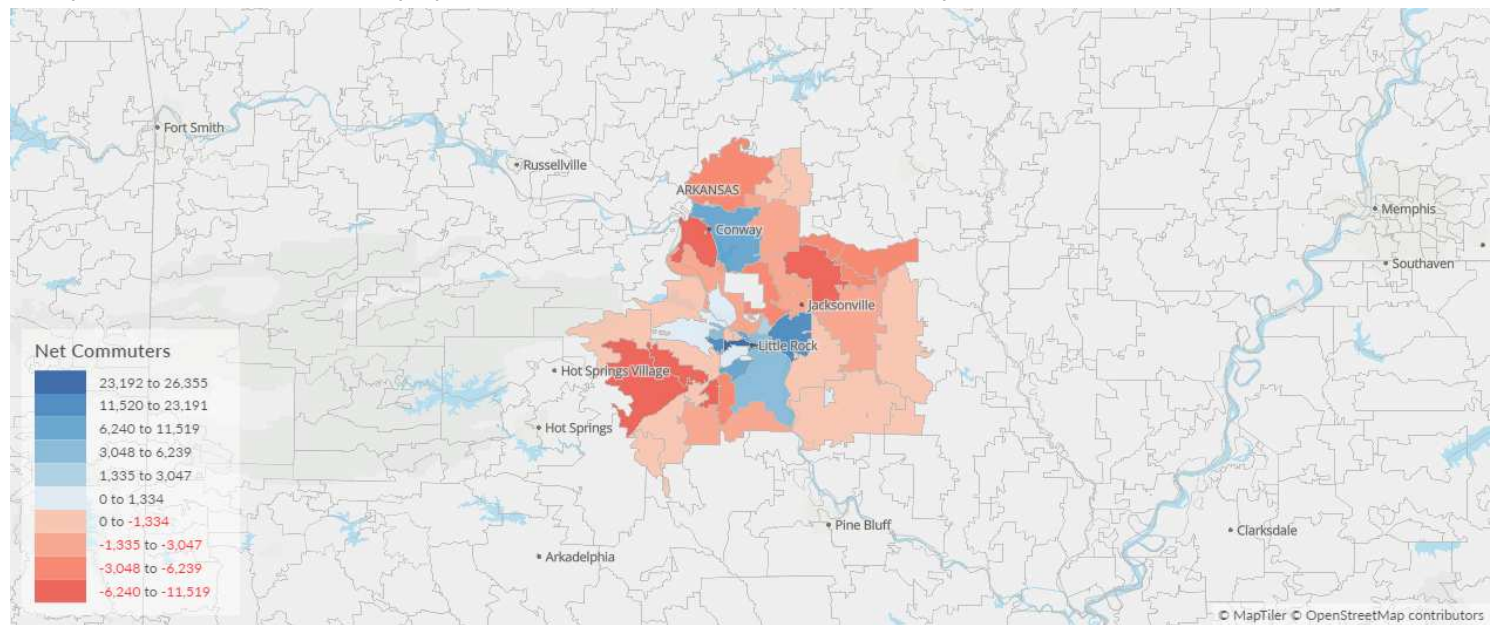 Fort Smith
Russellville
ARKANSAS
Conway
Memphis
Southaven
Jacksonville
Little Rock
Hot Springs Village
Hot Springs
Pine Bluff
Clarksdale
Arkadelphia
Net Commuters
23,192 to 26,355
11,520 to 23,191
6,240 to 11,519
3,048 to 6,239
1,335 to 3,047
0 to 1,334
0 to -1,334
-1,335 to -3,047
-3,048 to -6,239
-6,240 to -11,519
© MapTiler © OpenStreetMap contributors